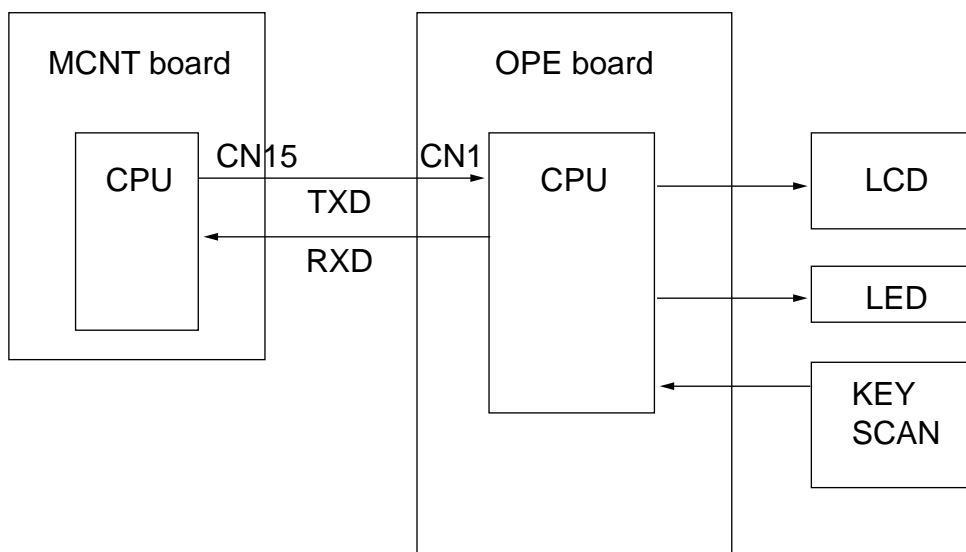 MCNT board
OPE board
CPU
CN15
CN1
CPU
TXD
RXD
LCD
LED
KEY
SCAN